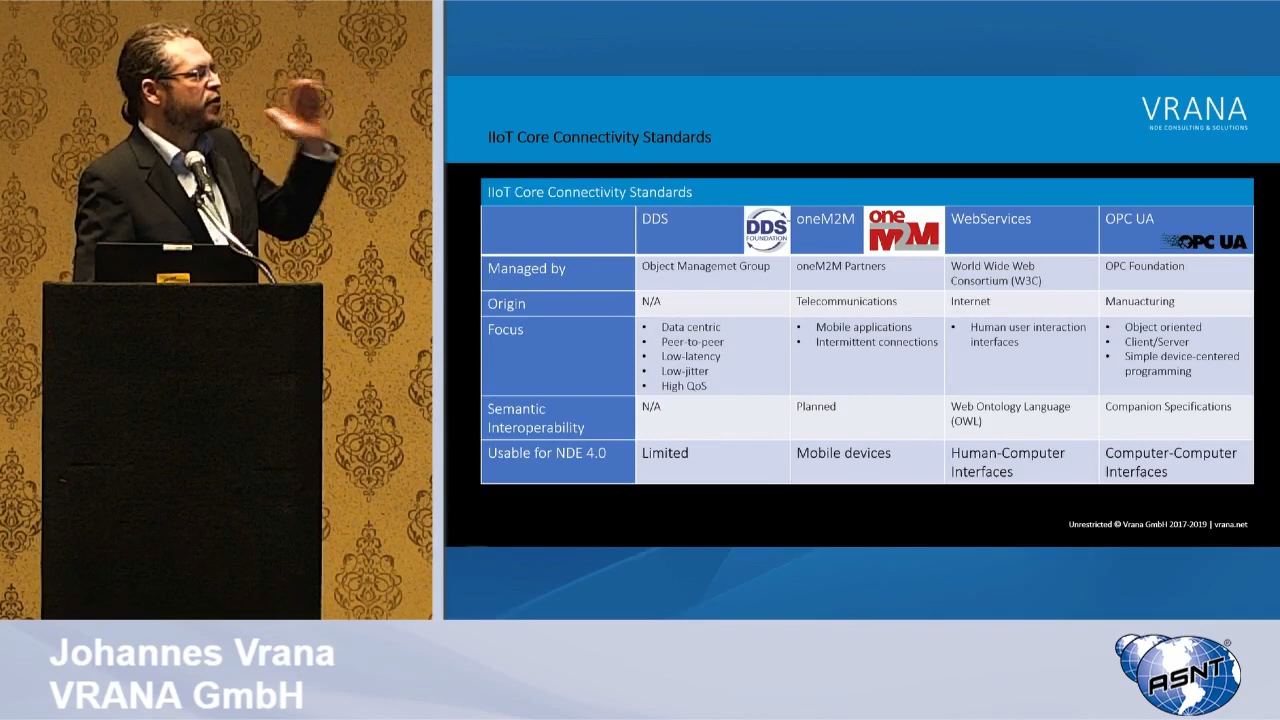 VRANA
NDE CONSULTING & SOLUTIONS
IIoT Core Connectivity Standards
IIoT Core Connectivity Standards
DDS
DDS
FOUNDATION
oneM2M
one
M2M
WebServices
OPC UA
OPC UA
Managed by
Object Managemet Group
oneM2M Partners
World Wide Web
Consortium (W3C)
OPC Foundation
Origin
N/A
Telecommunications
Internet
Manuacturing
Focus
• Data centric
• Peer-to-peer
• Low-latency
• Low-jitter
• High QoS
• Mobile applications
• Intermittent connections
• Human user interaction
interfaces
• Object oriented
• Client/Server
• Simple device-centered
programming
Semantic
Interoperability
N/A
Planned
Web Ontology Language
(OWL)
Companion Specifications
Usable for NDE 4.0
Limited
Mobile devices
Human-Computer
Interfaces
Computer-Computer
Interfaces
Unrestricted © Vrana GmbH 2017-2019 | vrana.net
Johannes Vrana
VRANA GmbH
ASNT
®